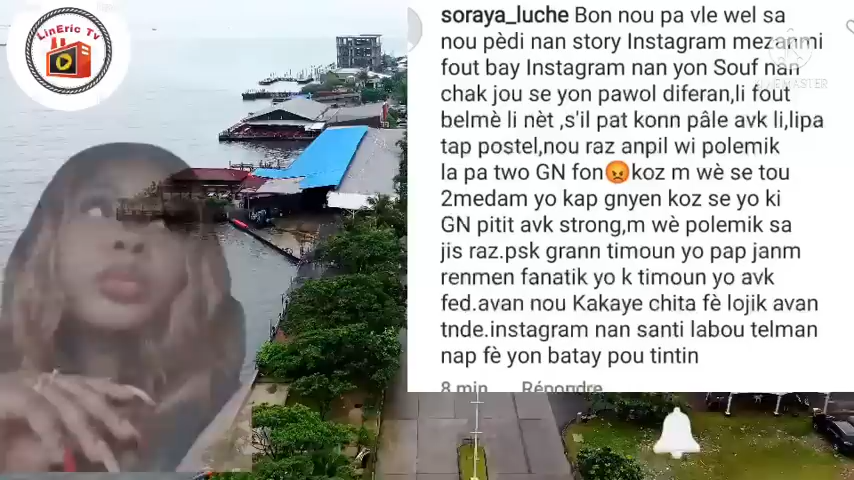 LinEric Tv
soraya_luche Bon nou pa vle wel sa
nou pèdi nan story Instagram mezanmi
fout bay Instagram nan yon Souf nan
chak jou se yon pawol diferan,li fout
belmè li nèt ,s'il pat konn pâle avk li,lipa
tap postel,nou raz anpil wi polemik
la pa two GN fon😡koz m wè se tou
2medam yo kap gnyen koz se yo ki
GN pitit avk strong,m wè polemik sa
jis raz.psk grann timoun yo pap janm
renmen fanatik yo k timoun yo avk
fed.avan nou Kakaye chita fè lojik avan
tnde.instagram nan santi labou telman
nap fè yon batay pou tintin
8 min Répondre